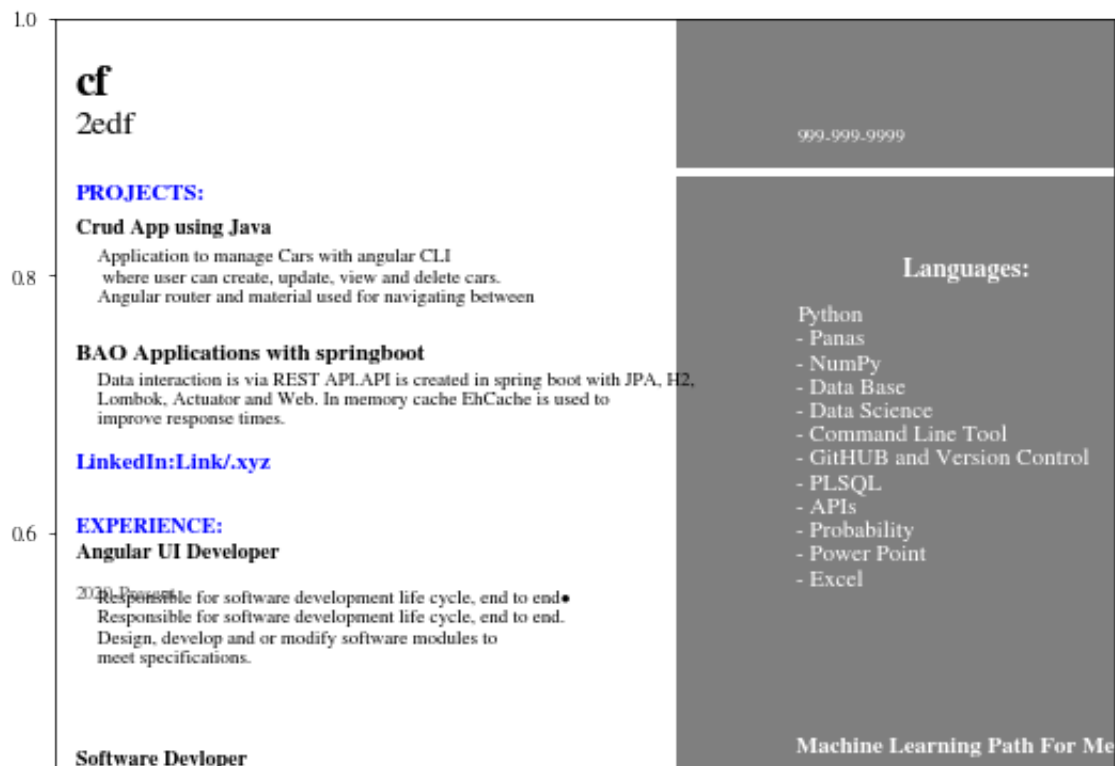 1.0
cf
2edf
PROJECTS:
Crud App using Java
Application to manage Cars with angular CLI
where user can create, update, view and delete cars.
Angular router and material used for navigating between
0.8
BAO Applications with springboot
Data interaction is via REST API.API is created in spring boot with JPA, H2,
Lombok, Actuator and Web. In memory cache EhCache is used to
improve response times.
LinkedIn:Link/.xyz
0.6
EXPERIENCE:
Angular UI Developer
2020-Present
Responsible for software development life cycle, end to end●
Responsible for software development life cycle, end to end.
Design, develop and or modify software modules to
meet specifications.
Software Devloper
999-999-9999
Languages:
Python
- Panas
- NumPy
- Data Base
- Data Science
- Command Line Tool
- GitHUB and Version Control
- PLSQL
- APIs
- Probability
- Power Point
- Excel
Machine Learning Path For Me